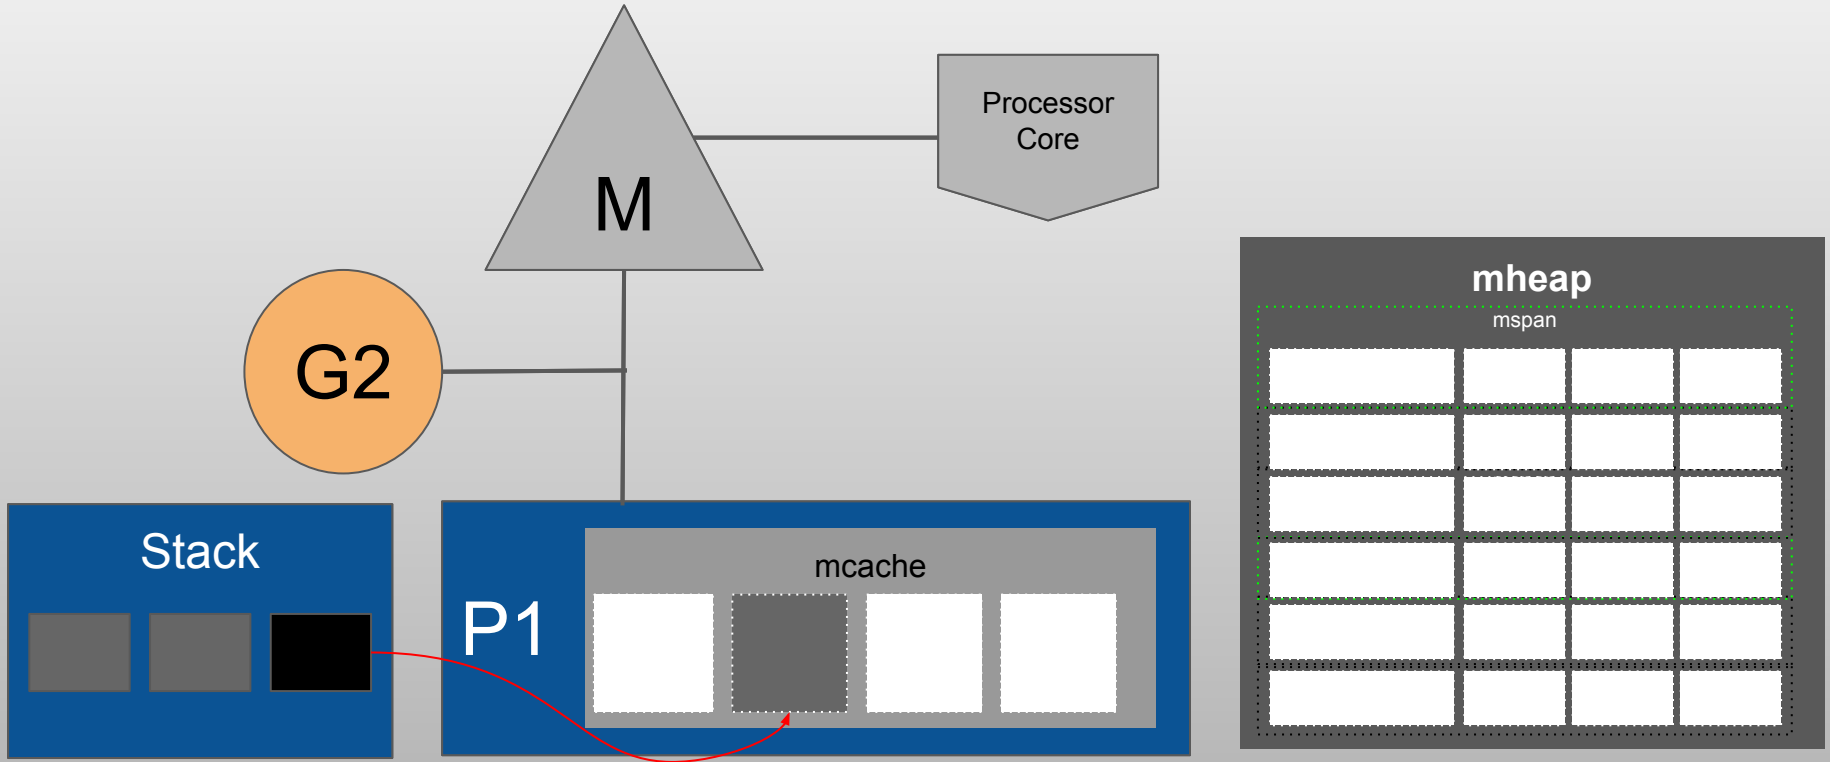 M
Processor
Core
G2
mheap
mspan
Stack
P1
mcache